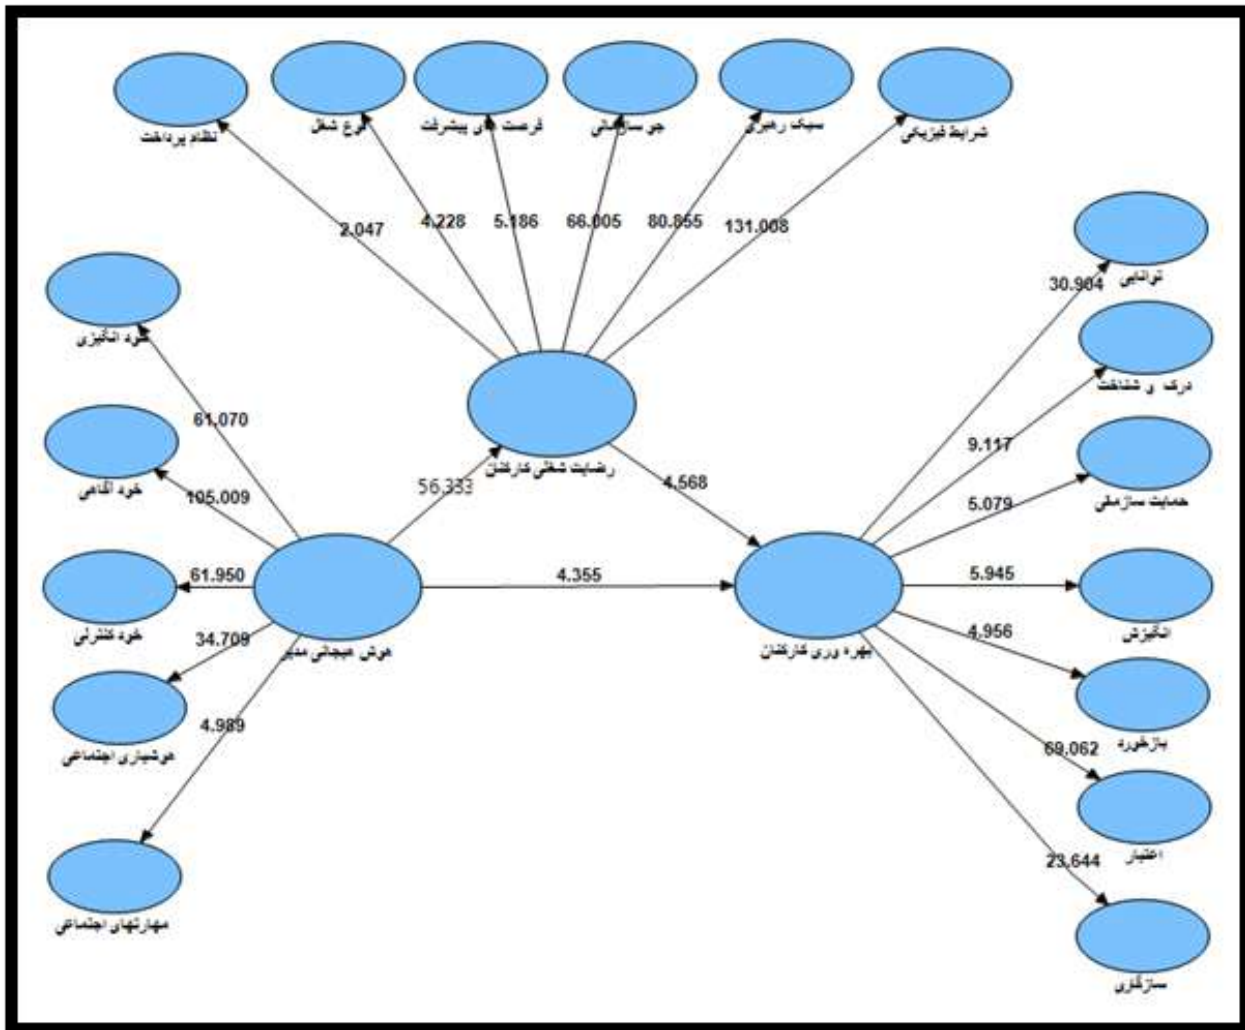 نظام پرداخت
نوع شغل
فرصت های پیشرفت
جو سازمانی
سبک رهبری
شرایط فیزیکی
2.047
4.228
5.186
66.005
80.855
131.008
توانایی
30.904
خود انگیزی
درک و شناخت
61.070
9.117
رضایت شغلی کارکنان
خود آگاهی
105.009
56.333
4.568
5.079
حمایت سازمانی
61.950
4.355
5.945
خود کنترلی
انگیزش
34.709
4.956
هوش هیجانی مدیر
بهره وری کارکنان
4.989
هوشیاری اجتماعی
بازخورد
69.062
23.644
اعتبار
مهارتهای اجتماعی
سازگاری